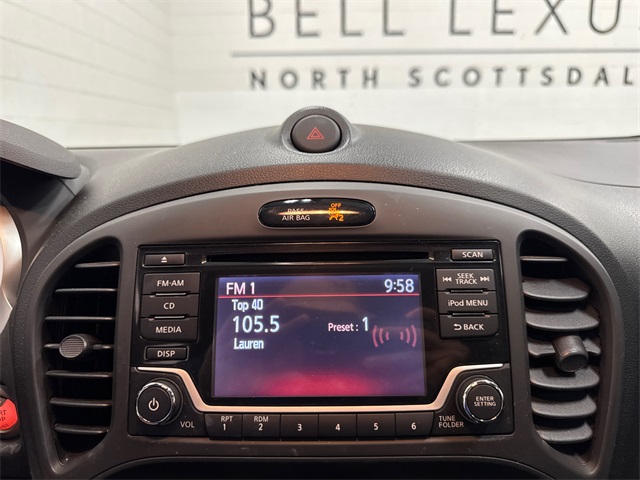 BELL LEXU
NORTH SCOTTSDAL
PASS AIR BAG
OFF
2
SCAN
FM·AM
CD
MEDIA
DISP
VOL
FM 1 9:58
Top 40
105.5 Preset : 1
Lauren
SEEK
TRACK
iPod MENU
BACK
ENTER
SETTING
TUNE
FOLDER
RPT RDM
1 2 3 4 5 6